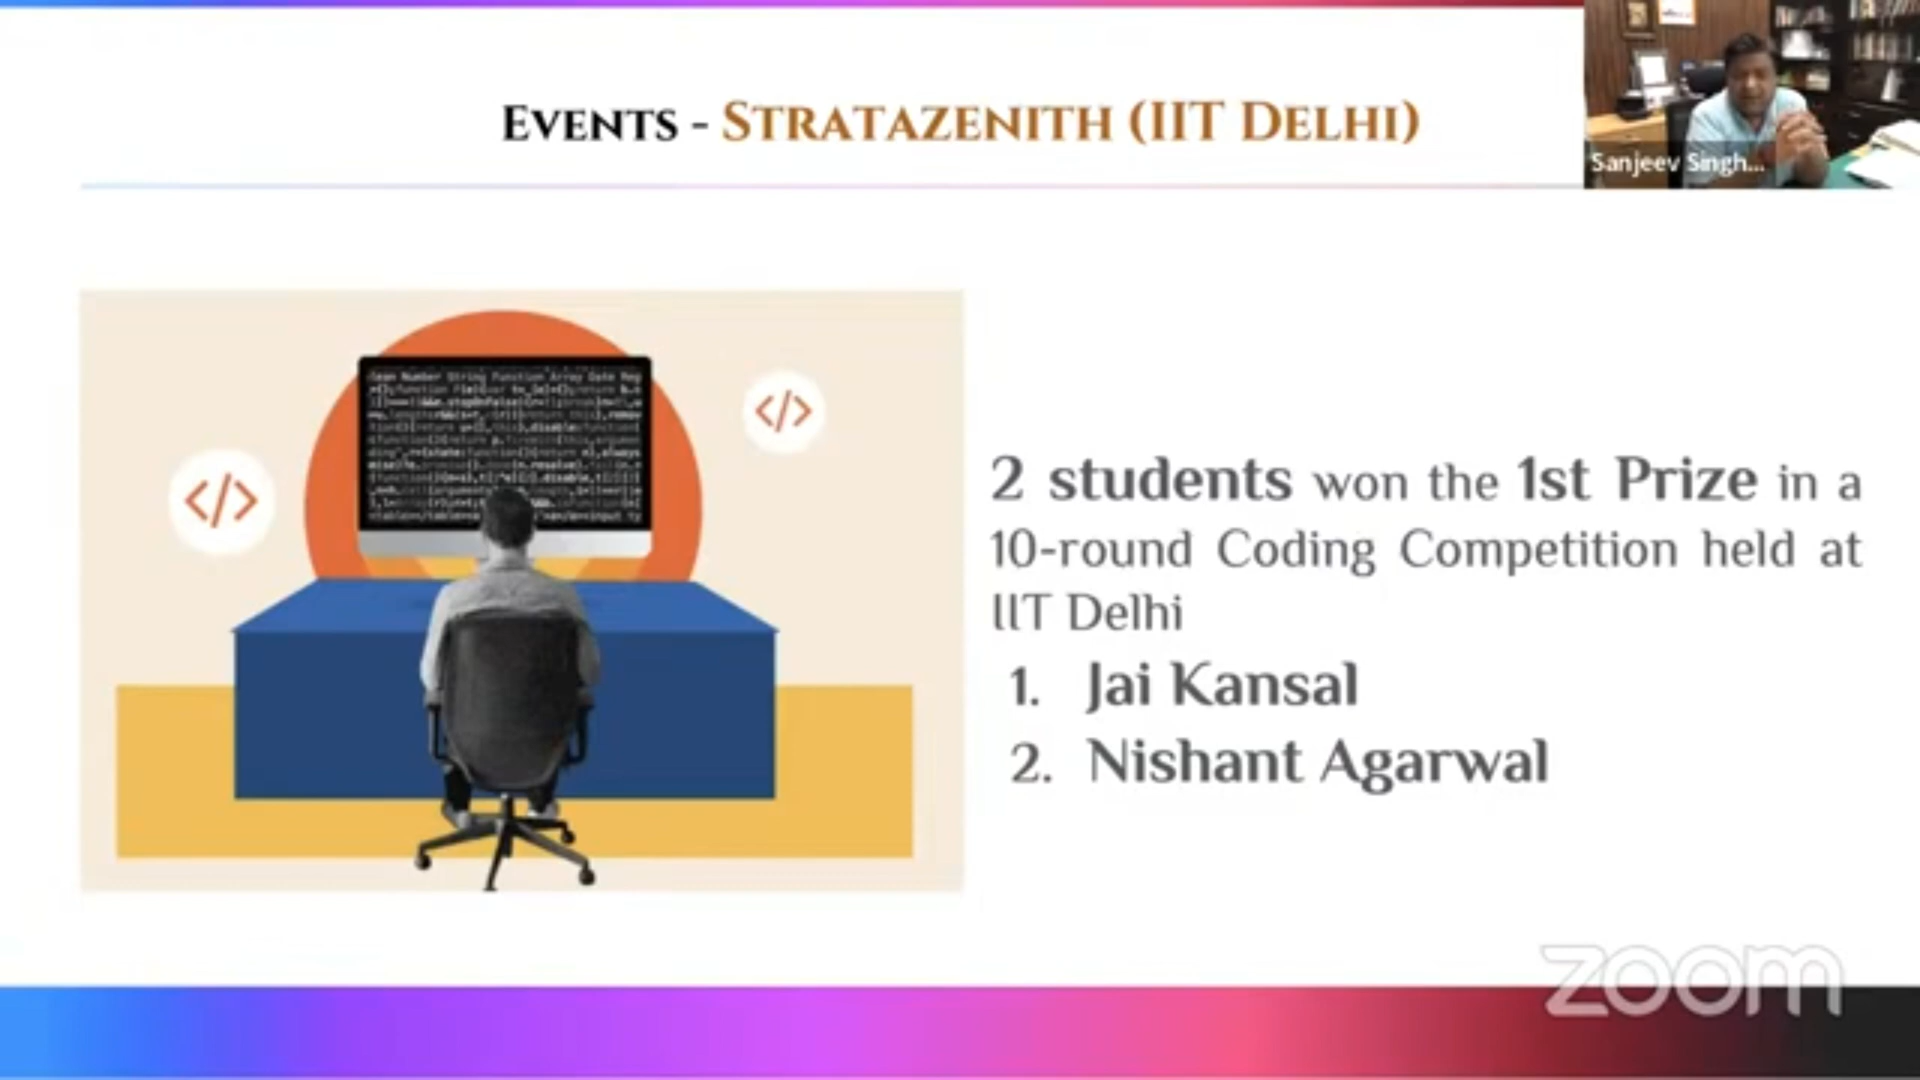 EVENTS - STRATAZENITH (IIT DELHI)
Sanjeev Singh...
</>
</>
2 students won the 1st Prize in a
10-round Coding Competition held at
IIT Delhi
1. Jai Kansal
2. Nishant Agarwal
zoom